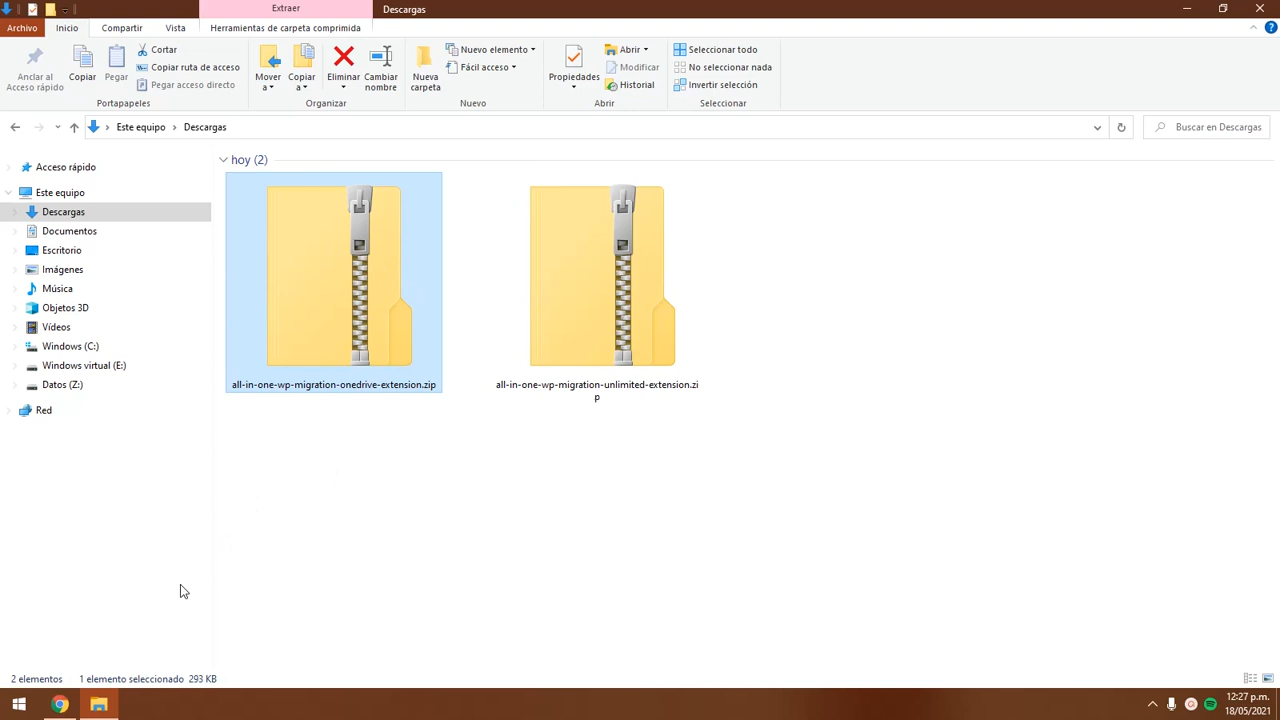 Extraer
Descargas
Archivo
Inicio
Compartir
Vista
Herramientas de carpeta comprimida
Anclar al
Acceso rápido
Copiar
Pegar
Cortar
Copiar ruta de acceso
Pegar acceso directo
Portapapeles
Mover
a
Copiar
a
Eliminar
Cambiar
nombre
Organizar
Nueva
carpeta
Nuevo elemento
Fácil acceso
Nuevo
Propiedades
Abrir
Modificar
Historial
Abrir
Seleccionar todo
No seleccionar nada
Invertir selección
Seleccionar
Este equipo > Descargas
Buscar en Descargas
Acceso rápido
Este equipo
Descargas
Documentos
Escritorio
Imágenes
Música
Objetos 3D
Vídeos
Windows (C:)
Windows virtual (E:)
Datos (Z:)
Red
hoy (2)
all-in-one-wp-migration-onedrive-extension.zip
all-in-one-wp-migration-unlimited-extension.zi
p
2 elementos
1 elemento seleccionado 293 KB
12:27 p.m.
18/05/2021